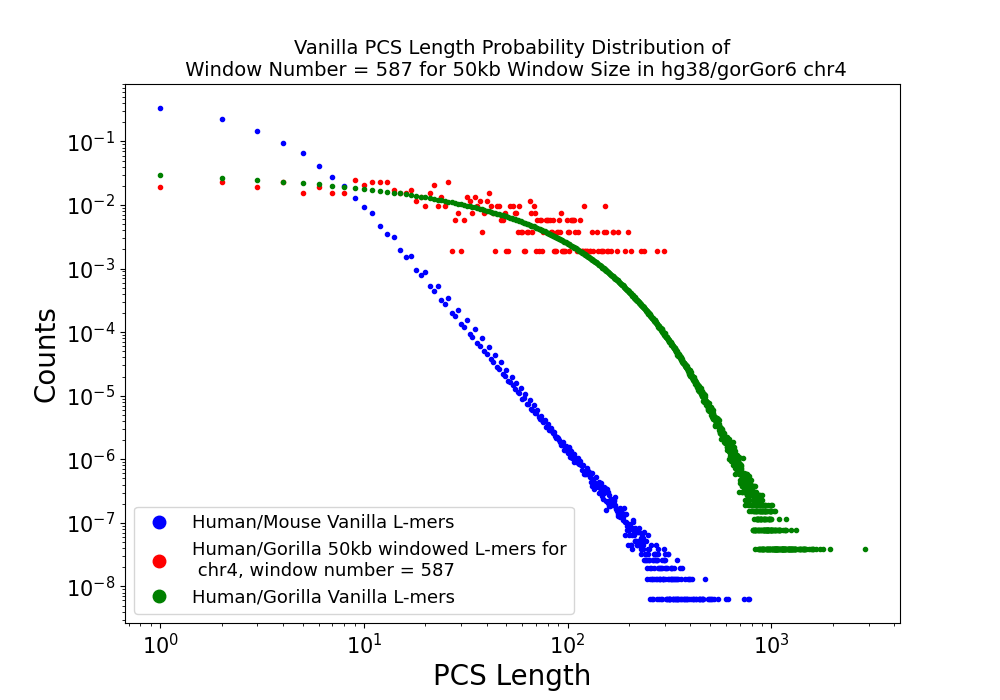 Vanilla PCS Length Probability Distribution of
Window Number = 587 for 50kb Window Size in hg38/gorGor6 chr4
10⁻¹
10⁻²
10⁻³
10⁻⁴
10⁻⁵
10⁻⁶
10⁻⁷
10⁻⁸
Counts
Human/Mouse Vanilla L-mers
Human/Gorilla 50kb windowed L-mers for
chr4, window number = 587
Human/Gorilla Vanilla L-mers
10⁰ 10¹ 10² 10³
PCS Length